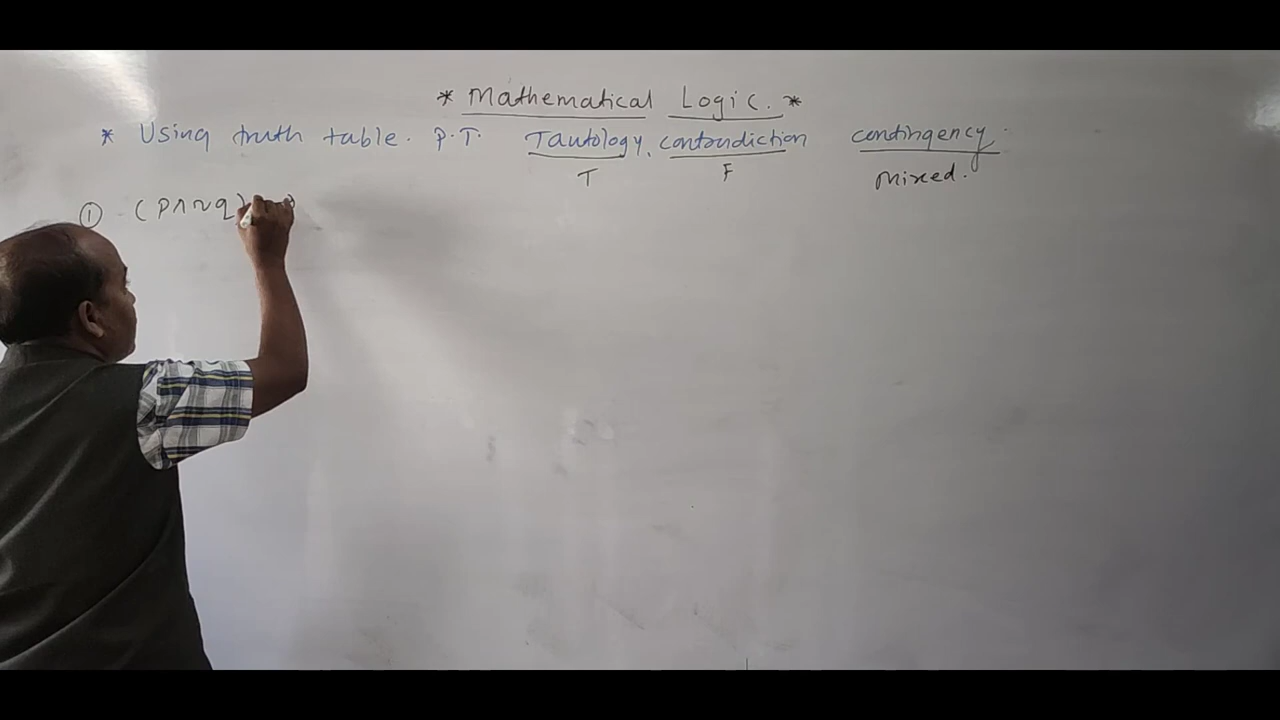 * Mathematical Logic. *
* Using truth table. P.T. Tautology, contradiction contingency.
T F Mixed.
① (P∧~q)